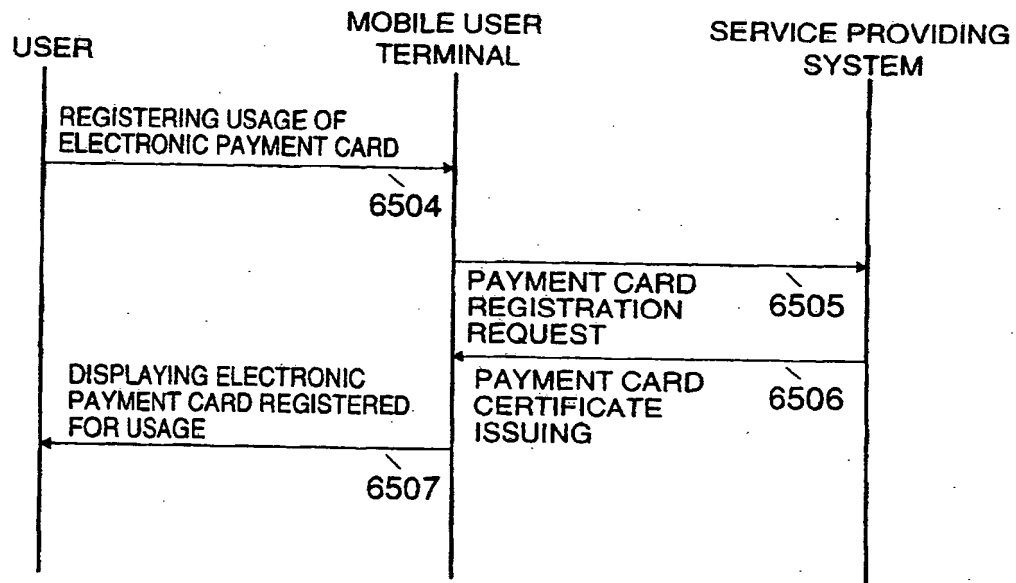 USER
MOBILE USER
TERMINAL
SERVICE PROVIDING
SYSTEM
REGISTERING USAGE OF
ELECTRONIC PAYMENT CARD
6504
PAYMENT CARD
REGISTRATION
REQUEST
6505
DISPLAYING ELECTRONIC
PAYMENT CARD REGISTERED
FOR USAGE
PAYMENT CARD
CERTIFICATE
ISSUING
6506
6507